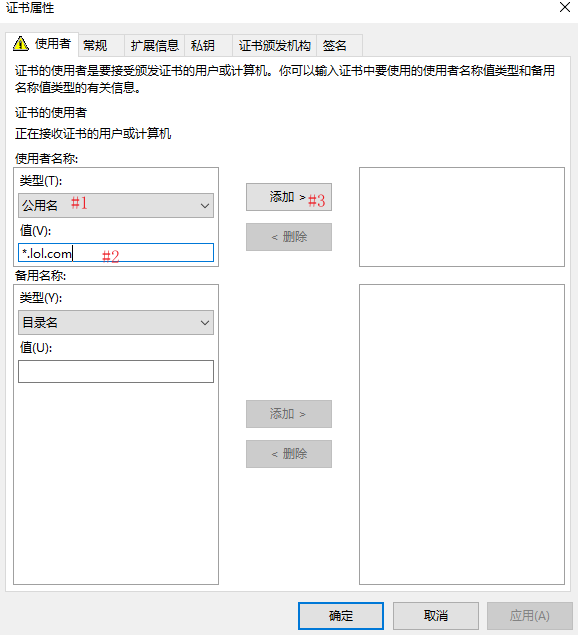 证书属性
使用者 常规 扩展信息 私钥 证书颁发机构 签名
证书的使用者是要接受颁发证书的用户或计算机。你可以输入证书中要使用的使用者名称值类型和备用
名称值类型的有关信息。
证书的使用者
正在接收证书的用户或计算机
使用者名称:
类型(T):
公用名 #1
添加 > #3
值(V):
< 删除
*.lol.com #2
备用名称:
类型(Y):
目录名
值(U):
添加 >
< 删除
确定 取消 应用(A)